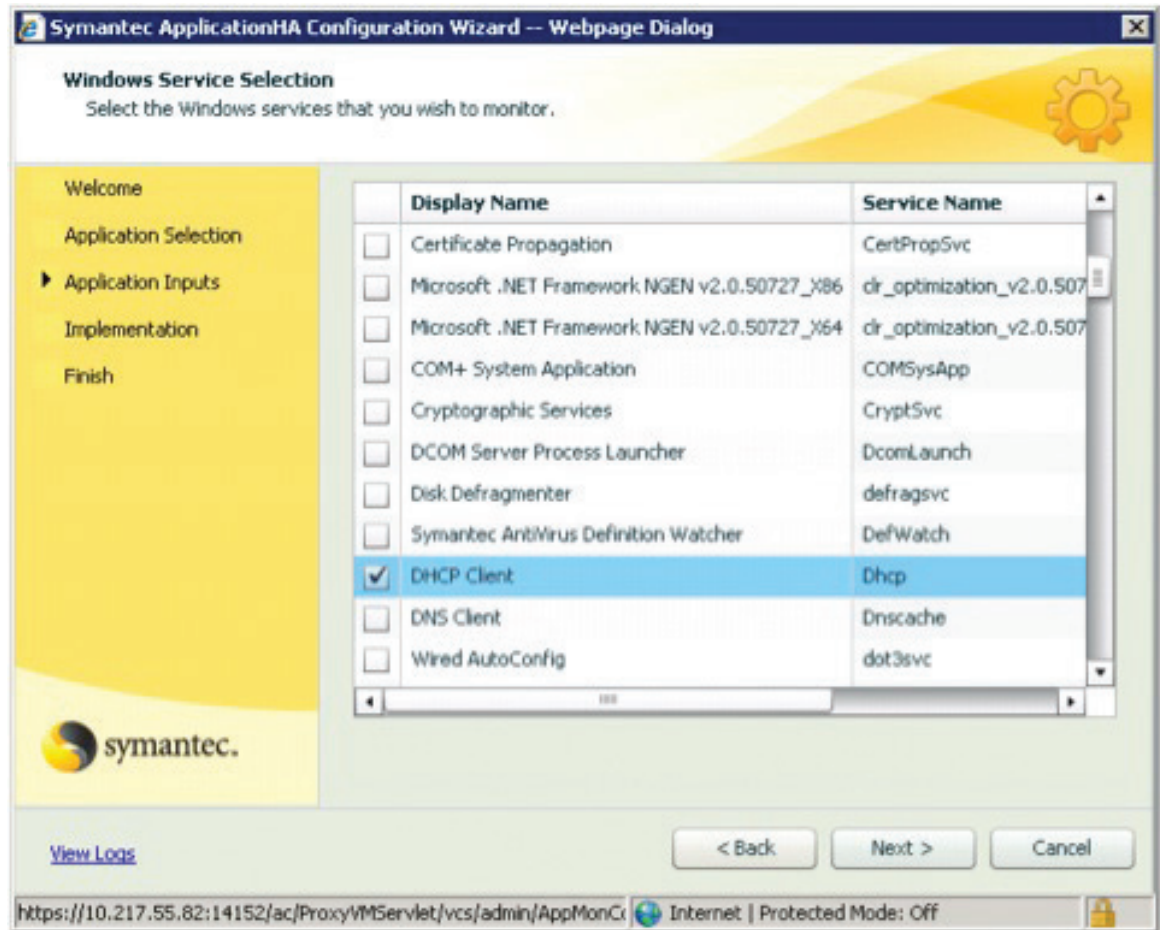 Symantec ApplicationHA Configuration Wizard -- Webpage Dialog
Windows Service Selection
Select the Windows services that you wish to monitor.
Welcome
Application Selection
Application Inputs
Implementation
Finish
Display Name Service Name
Certificate Propagation CertPropSvc
Microsoft .NET Framework NGEN v2.0.50727_X86 clr_optimization_v2.0.507
Microsoft .NET Framework NGEN v2.0.50727_X64 clr_optimization_v2.0.507
COM+ System Application COMSysApp
Cryptographic Services CryptSvc
DCOM Server Process Launcher DcomLaunch
Disk Defragmenter defragsvc
Symantec AntiVirus Definition Watcher DefWatch
DHCP Client Dhcp
DNS Client Dnscache
Wired AutoConfig dot3svc
symantec.
View Logs
< Back Next > Cancel
https://10.217.55.82:14152/ac/ProxyVMServlet/vcs/admin/AppMonCo Internet | Protected Mode: Off